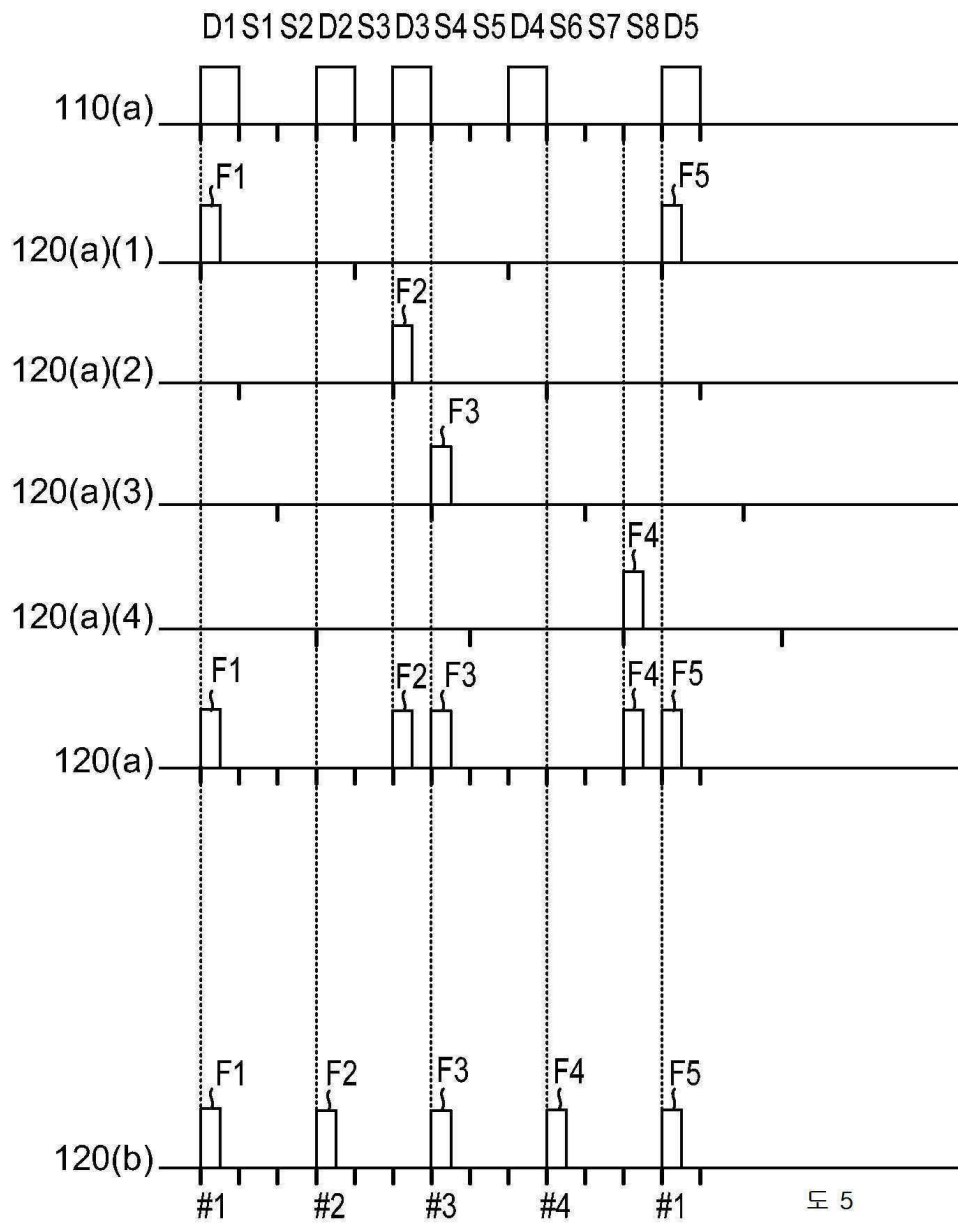 D1 S1 S2 D2 S3 D3 S4 S5 D4 S6 S7 S8 D5
110(a)
F1 F5
120(a)(1)
F2
120(a)(2)
F3
120(a)(3)
F4
120(a)(4)
F1 F2 F3 F4 F5
120(a)
F1 F2 F3 F4 F5
120(b)
#1 #2 #3 #4 #1 도 5